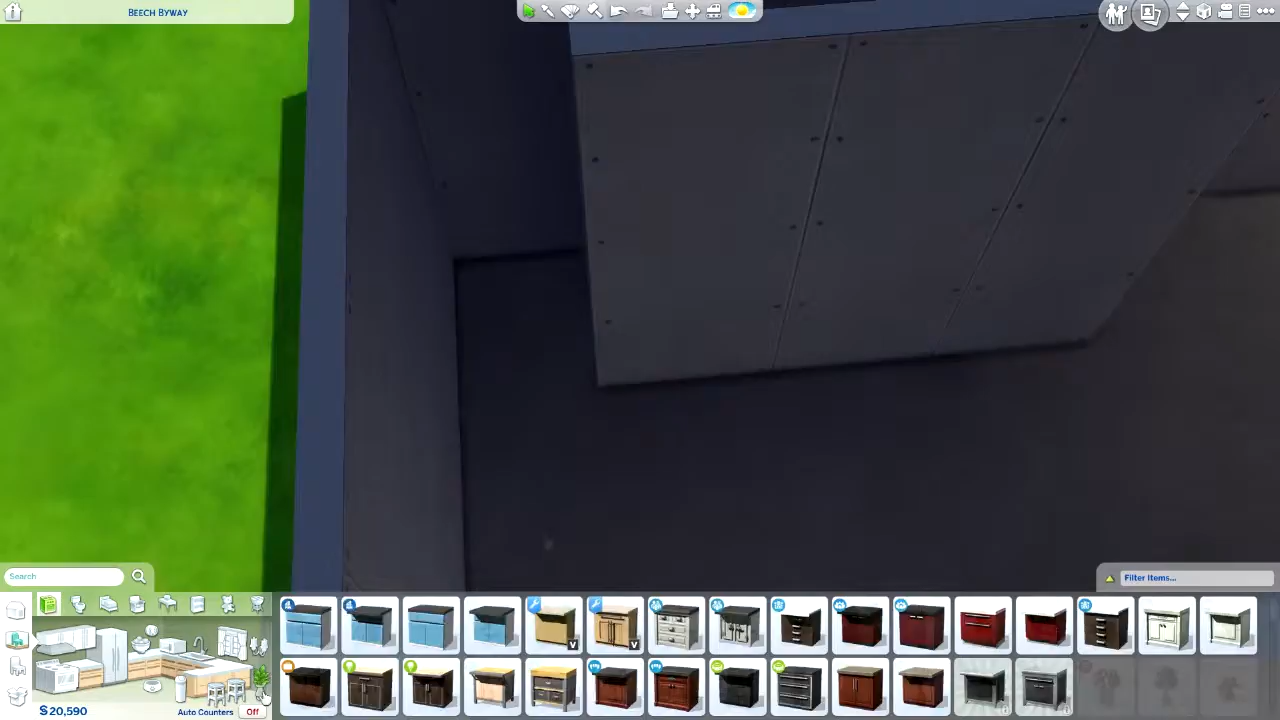 BEECH BYWAY
Search
Filter Items...
V
V
§20,590
Auto Counters Off